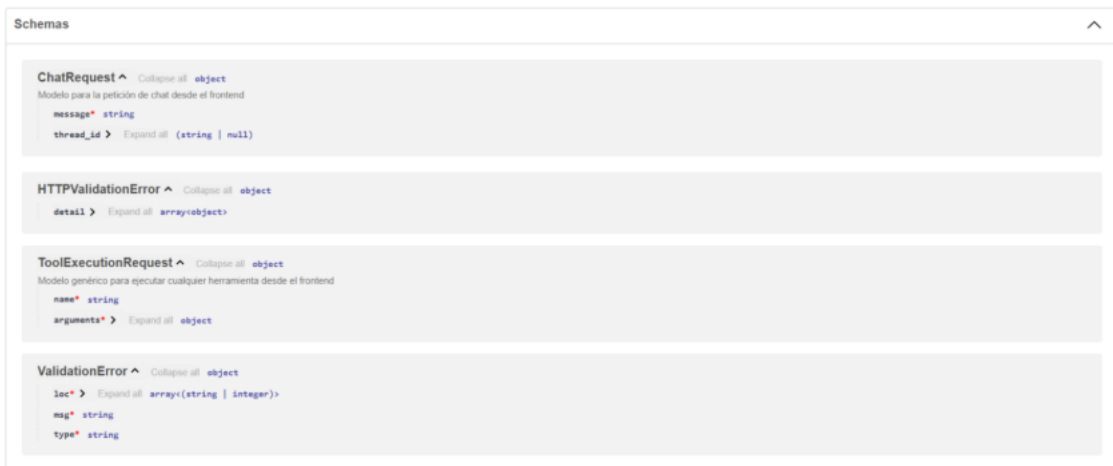 Schemas
ChatRequest Collapse all object
Modelo para la petición de chat desde el frontend
message* string
thread_id Expand all (string | null)
HTTPValidationError Collapse all object
detail Expand all array<object>
ToolExecutionRequest Collapse all object
Modelo genérico para ejecutar cualquier herramienta desde el frontend
name* string
arguments* Expand all object
ValidationError Collapse all object
loc* Expand all array<(string | integer)>
msg* string
type* string